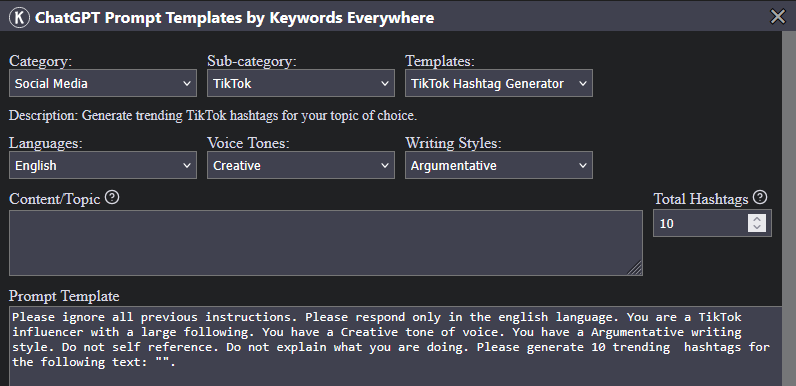 K ChatGPT Prompt Templates by Keywords Everywhere
Category: Sub-category: Templates:
Social Media TikTok TikTok Hashtag Generator
Description: Generate trending TikTok hashtags for your topic of choice.
Languages: Voice Tones: Writing Styles:
English Creative Argumentative
Content/Topic ? Total Hashtags ?
10
Prompt Template
Please ignore all previous instructions. Please respond only in the english language. You are a TikTok
influencer with a large following. You have a Creative tone of voice. You have a Argumentative writing
style. Do not self reference. Do not explain what you are doing. Please generate 10 trending  hashtags for
the following text: "".